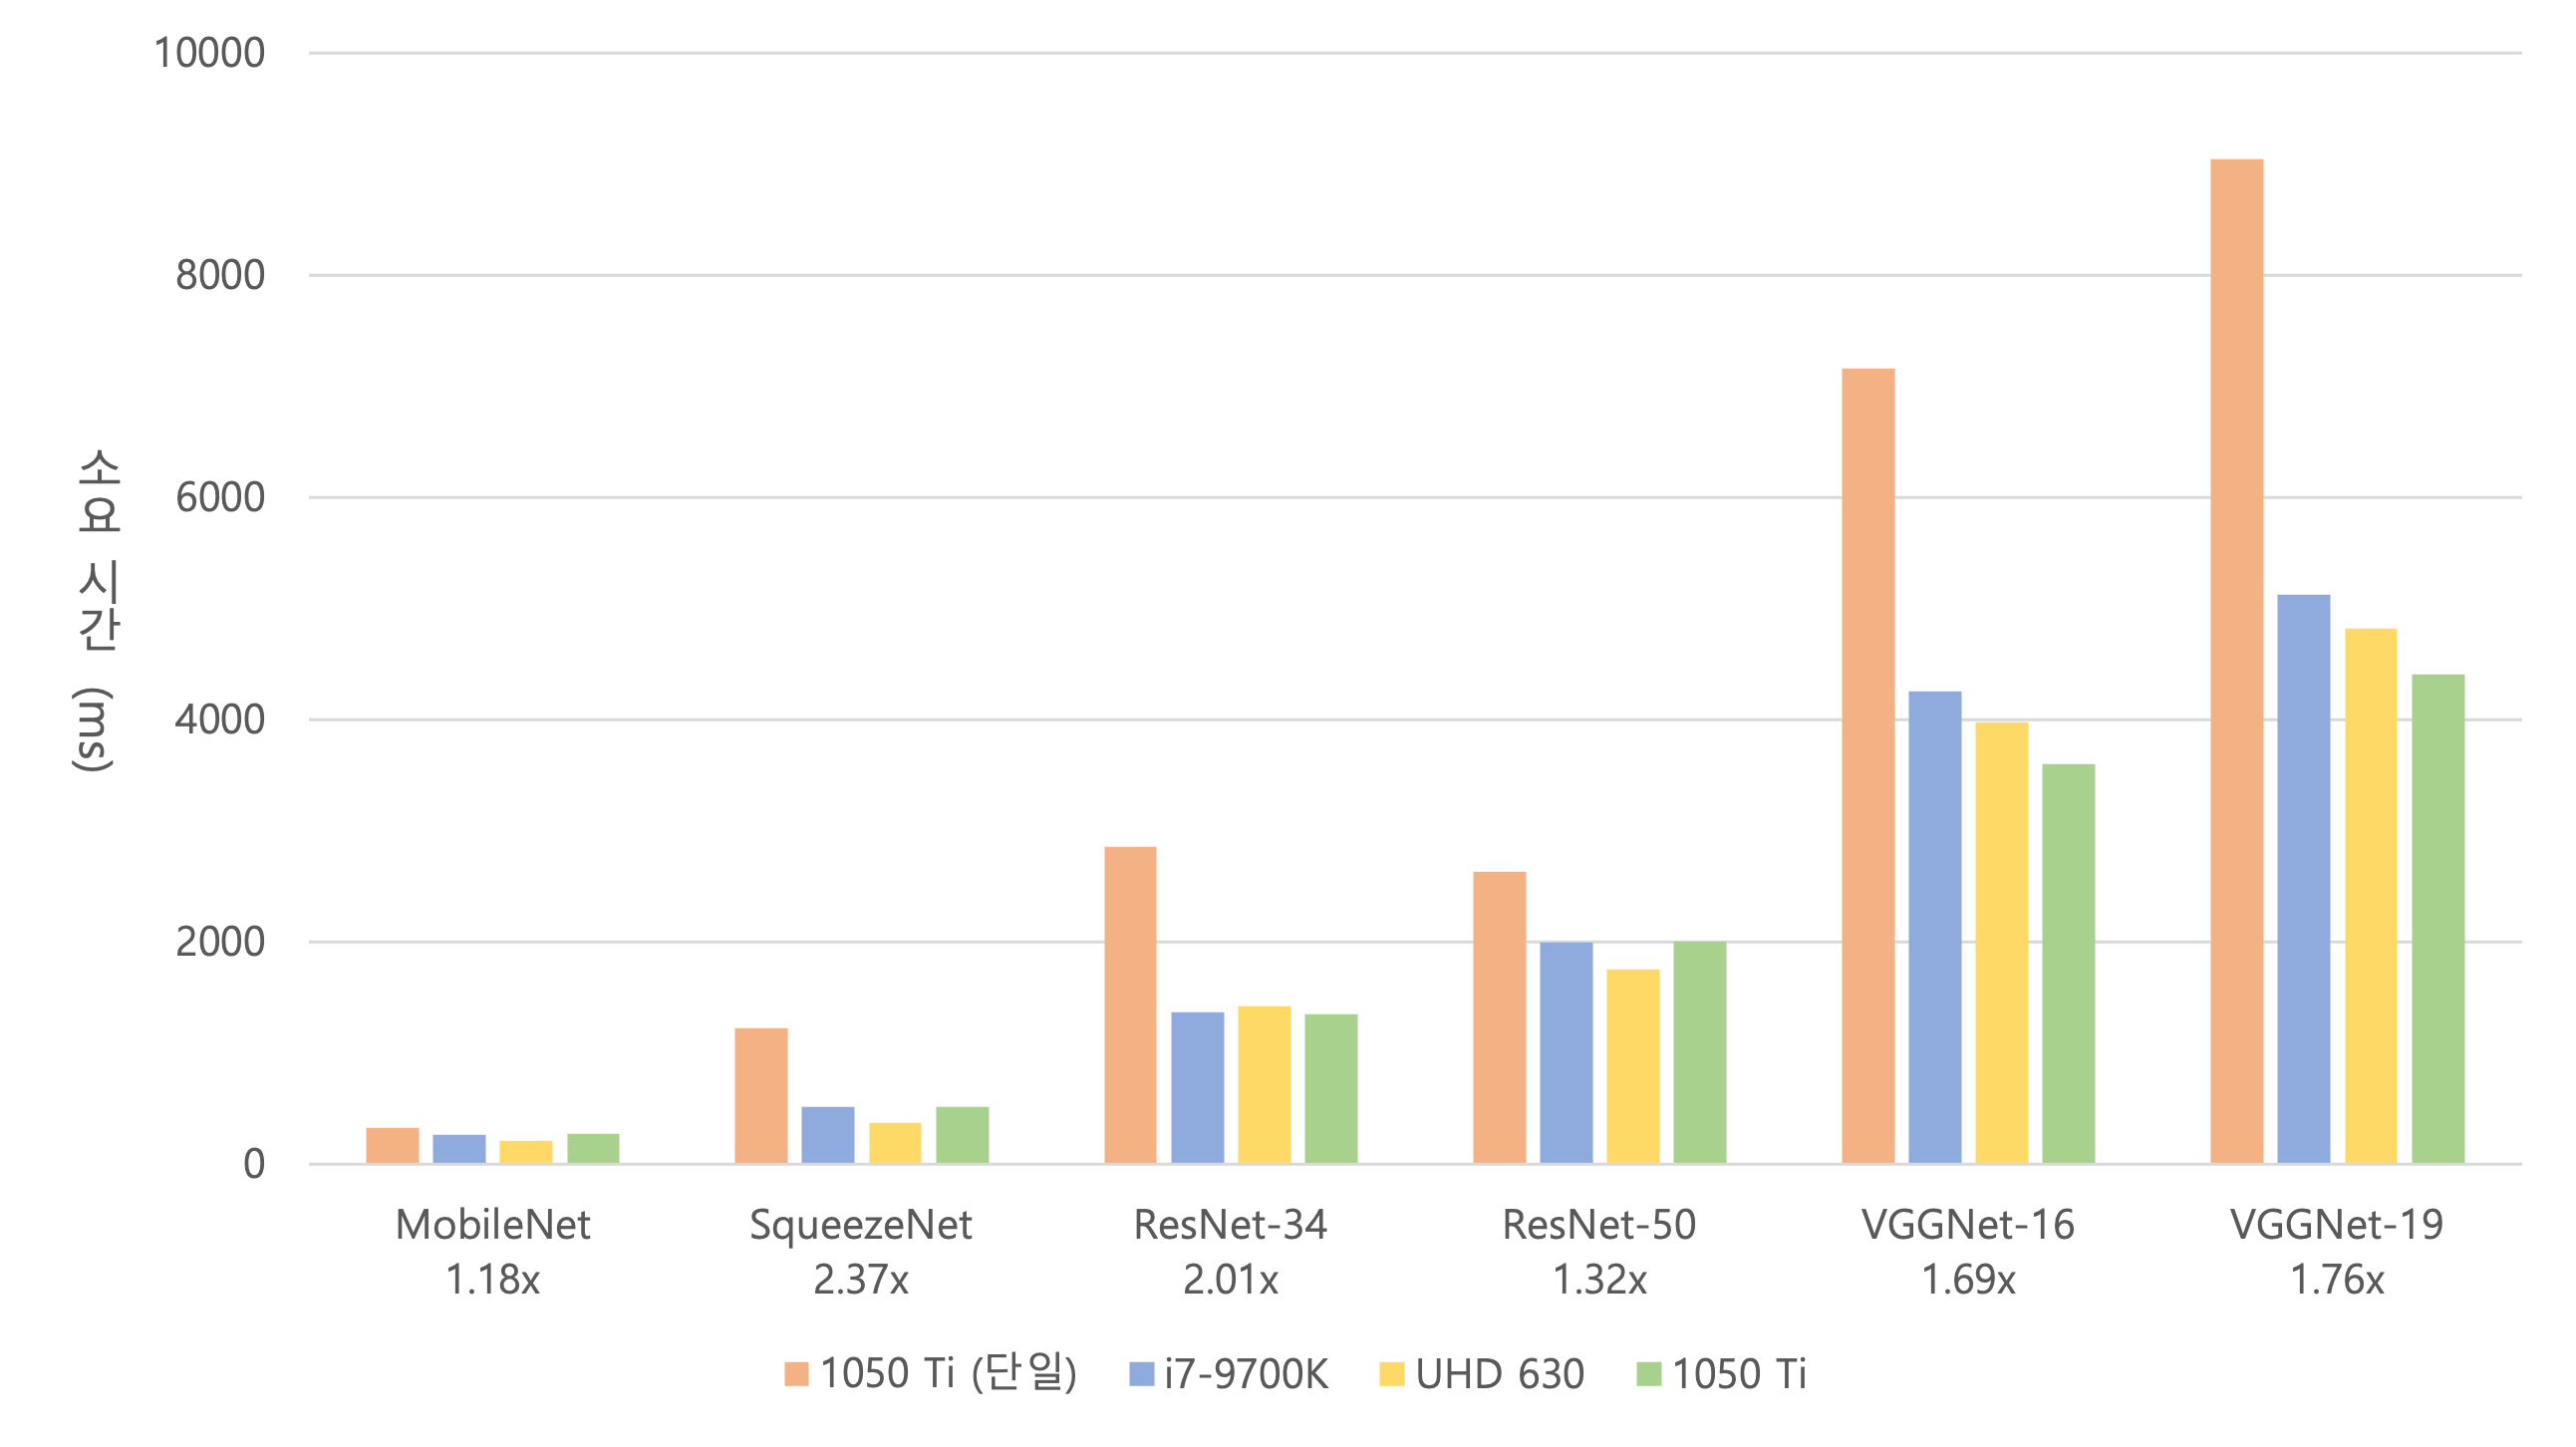 10000
8000
6000
4000
2000
0
소요 시간 (ms)
MobileNet
1.18x
SqueezeNet
2.37x
ResNet-34
2.01x
ResNet-50
1.32x
VGGNet-16
1.69x
VGGNet-19
1.76x
1050 Ti (단일)
i7-9700K
UHD 630
1050 Ti